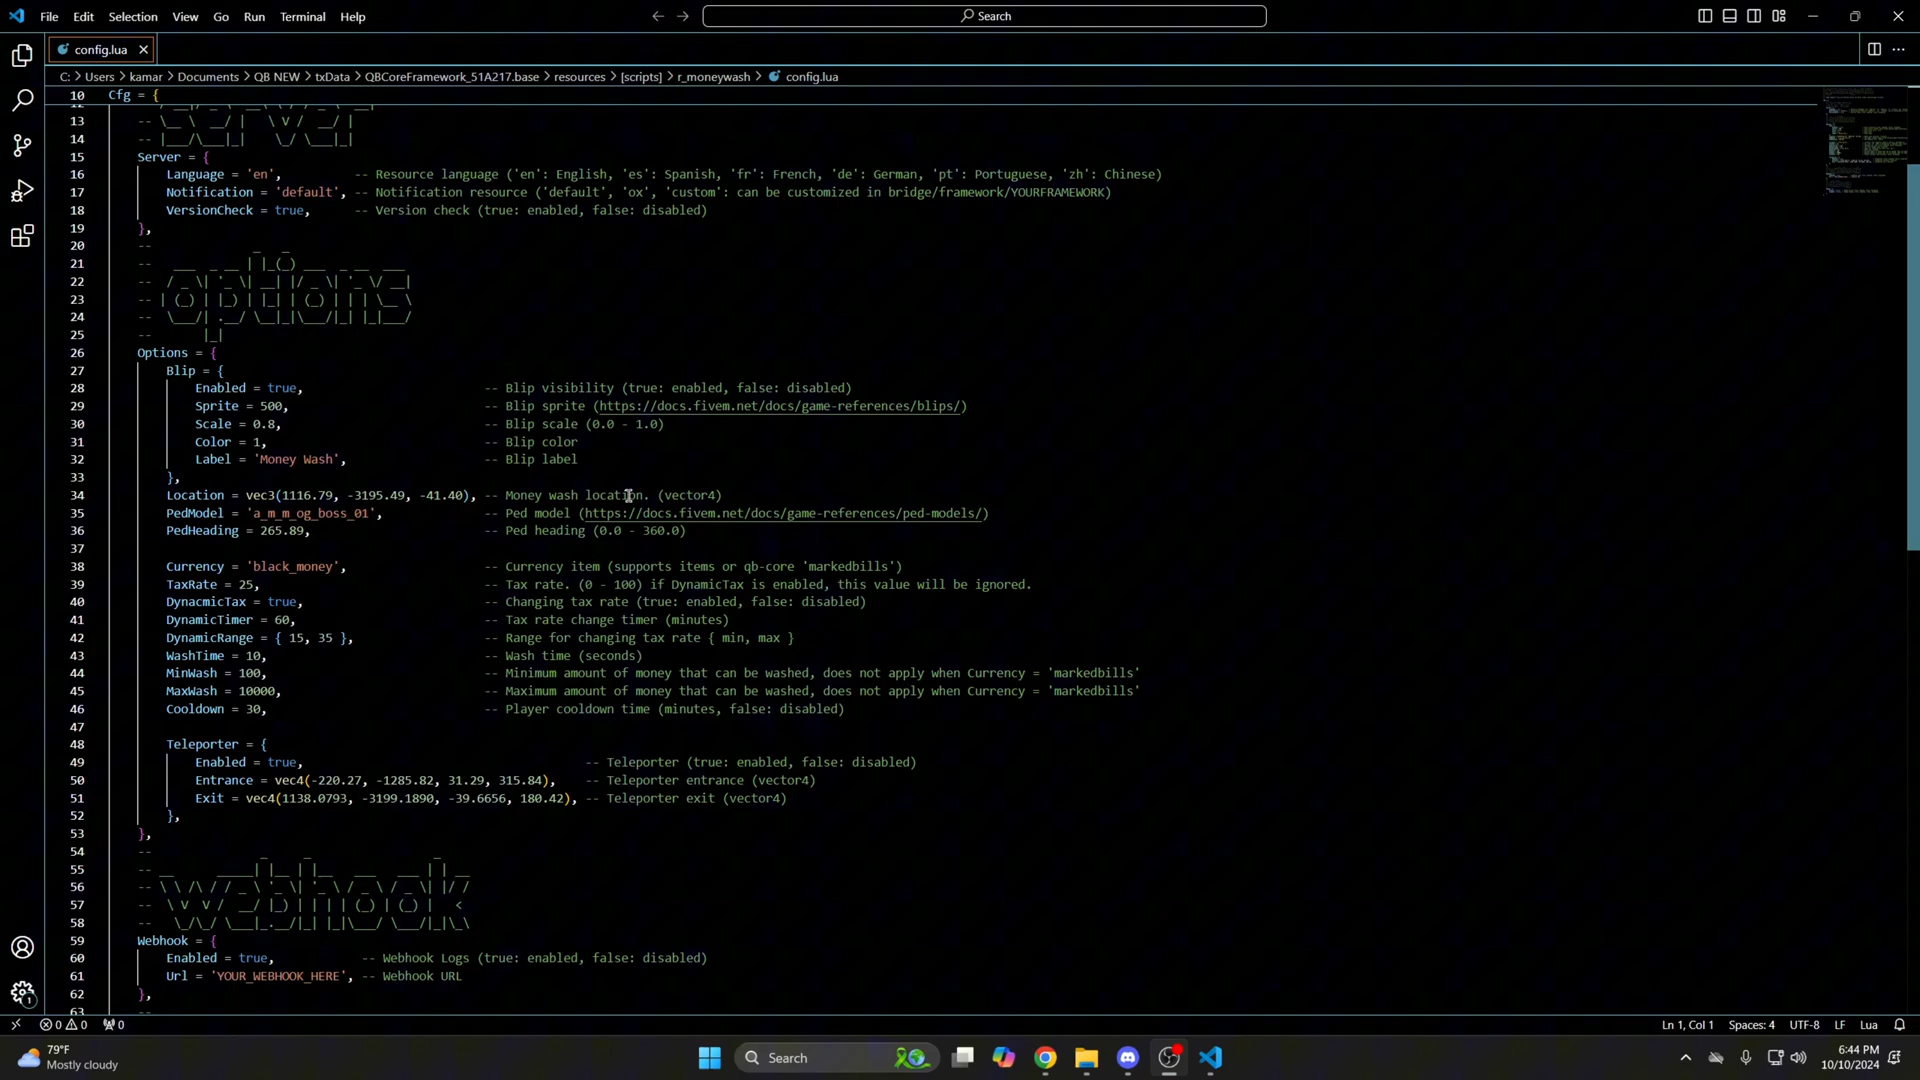 File Edit Selection View Go Run Terminal Help
Search
config.lua
C: > Users > kamar > Documents > QB NEW > txData > QBCoreFramework_51A217.base > resources > [scripts] > r_moneywash > config.lua
10 Cfg = {
13
14
15 Server = {
16 Language = 'en', -- Resource language ('en': English, 'es': Spanish, 'fr': French, 'de': German, 'pt': Portuguese, 'zh': Chinese)
17 Notification = 'default', -- Notification resource ('default', 'ox', 'custom': can be customized in bridge/framework/YOURFRAMEWORK)
18 VersionCheck = true, -- Version check (true: enabled, false: disabled)
19 },
20 --
21 --
22 --
23 --
24 --
25 --
options
26 Options = {
27 Blip = {
28 Enabled = true, -- Blip visibility (true: enabled, false: disabled)
29 Sprite = 500, -- Blip sprite (https://docs.fivem.net/docs/game-references/blips/)
30 Scale = 0.8, -- Blip scale (0.0 - 1.0)
31 Color = 1, -- Blip color
32 Label = 'Money Wash', -- Blip label
33 },
34 Location = vec3(1116.79, -3195.49, -41.40), -- Money wash location. (vector4)
35 PedModel = 'a_m_m_og_boss_01', -- Ped model (https://docs.fivem.net/docs/game-references/ped-models/)
36 PedHeading = 265.89, -- Ped heading (0.0 - 360.0)
37
38 Currency = 'black_money', -- Currency item (supports items or qb-core 'markedbills')
39 TaxRate = 25, -- Tax rate. (0 - 100) if DynamicTax is enabled, this value will be ignored.
40 DynacmicTax = true, -- Changing tax rate (true: enabled, false: disabled)
41 DynamicTimer = 60, -- Tax rate change timer (minutes)
42 DynamicRange = { 15, 35 }, -- Range for changing tax rate { min, max }
43 WashTime = 10, -- Wash time (seconds)
44 MinWash = 100, -- Minimum amount of money that can be washed, does not apply when Currency = 'markedbills'
45 MaxWash = 10000, -- Maximum amount of money that can be washed, does not apply when Currency = 'markedbills'
46 Cooldown = 30, -- Player cooldown time (minutes, false: disabled)
47
48 Teleporter = {
49 Enabled = true, -- Teleporter (true: enabled, false: disabled)
50 Entrance = vec4(-220.27, -1285.82, 31.29, 315.84), -- Teleporter entrance (vector4)
51 Exit = vec4(1138.0793, -3199.1890, -39.6656, 180.42), -- Teleporter exit (vector4)
52 },
53 },
54 --
55 --
56 --
57 --
58 --
webhook
59 Webhook = {
60 Enabled = true, -- Webhook Logs (true: enabled, false: disabled)
61 Url = 'YOUR_WEBHOOK_HERE', -- Webhook URL
62 },
63 --
0 0 0 Ln 1, Col 1 Spaces: 4 UTF-8 LF Lua
79°F
Mostly cloudy
Search
6:44 PM
10/10/2024